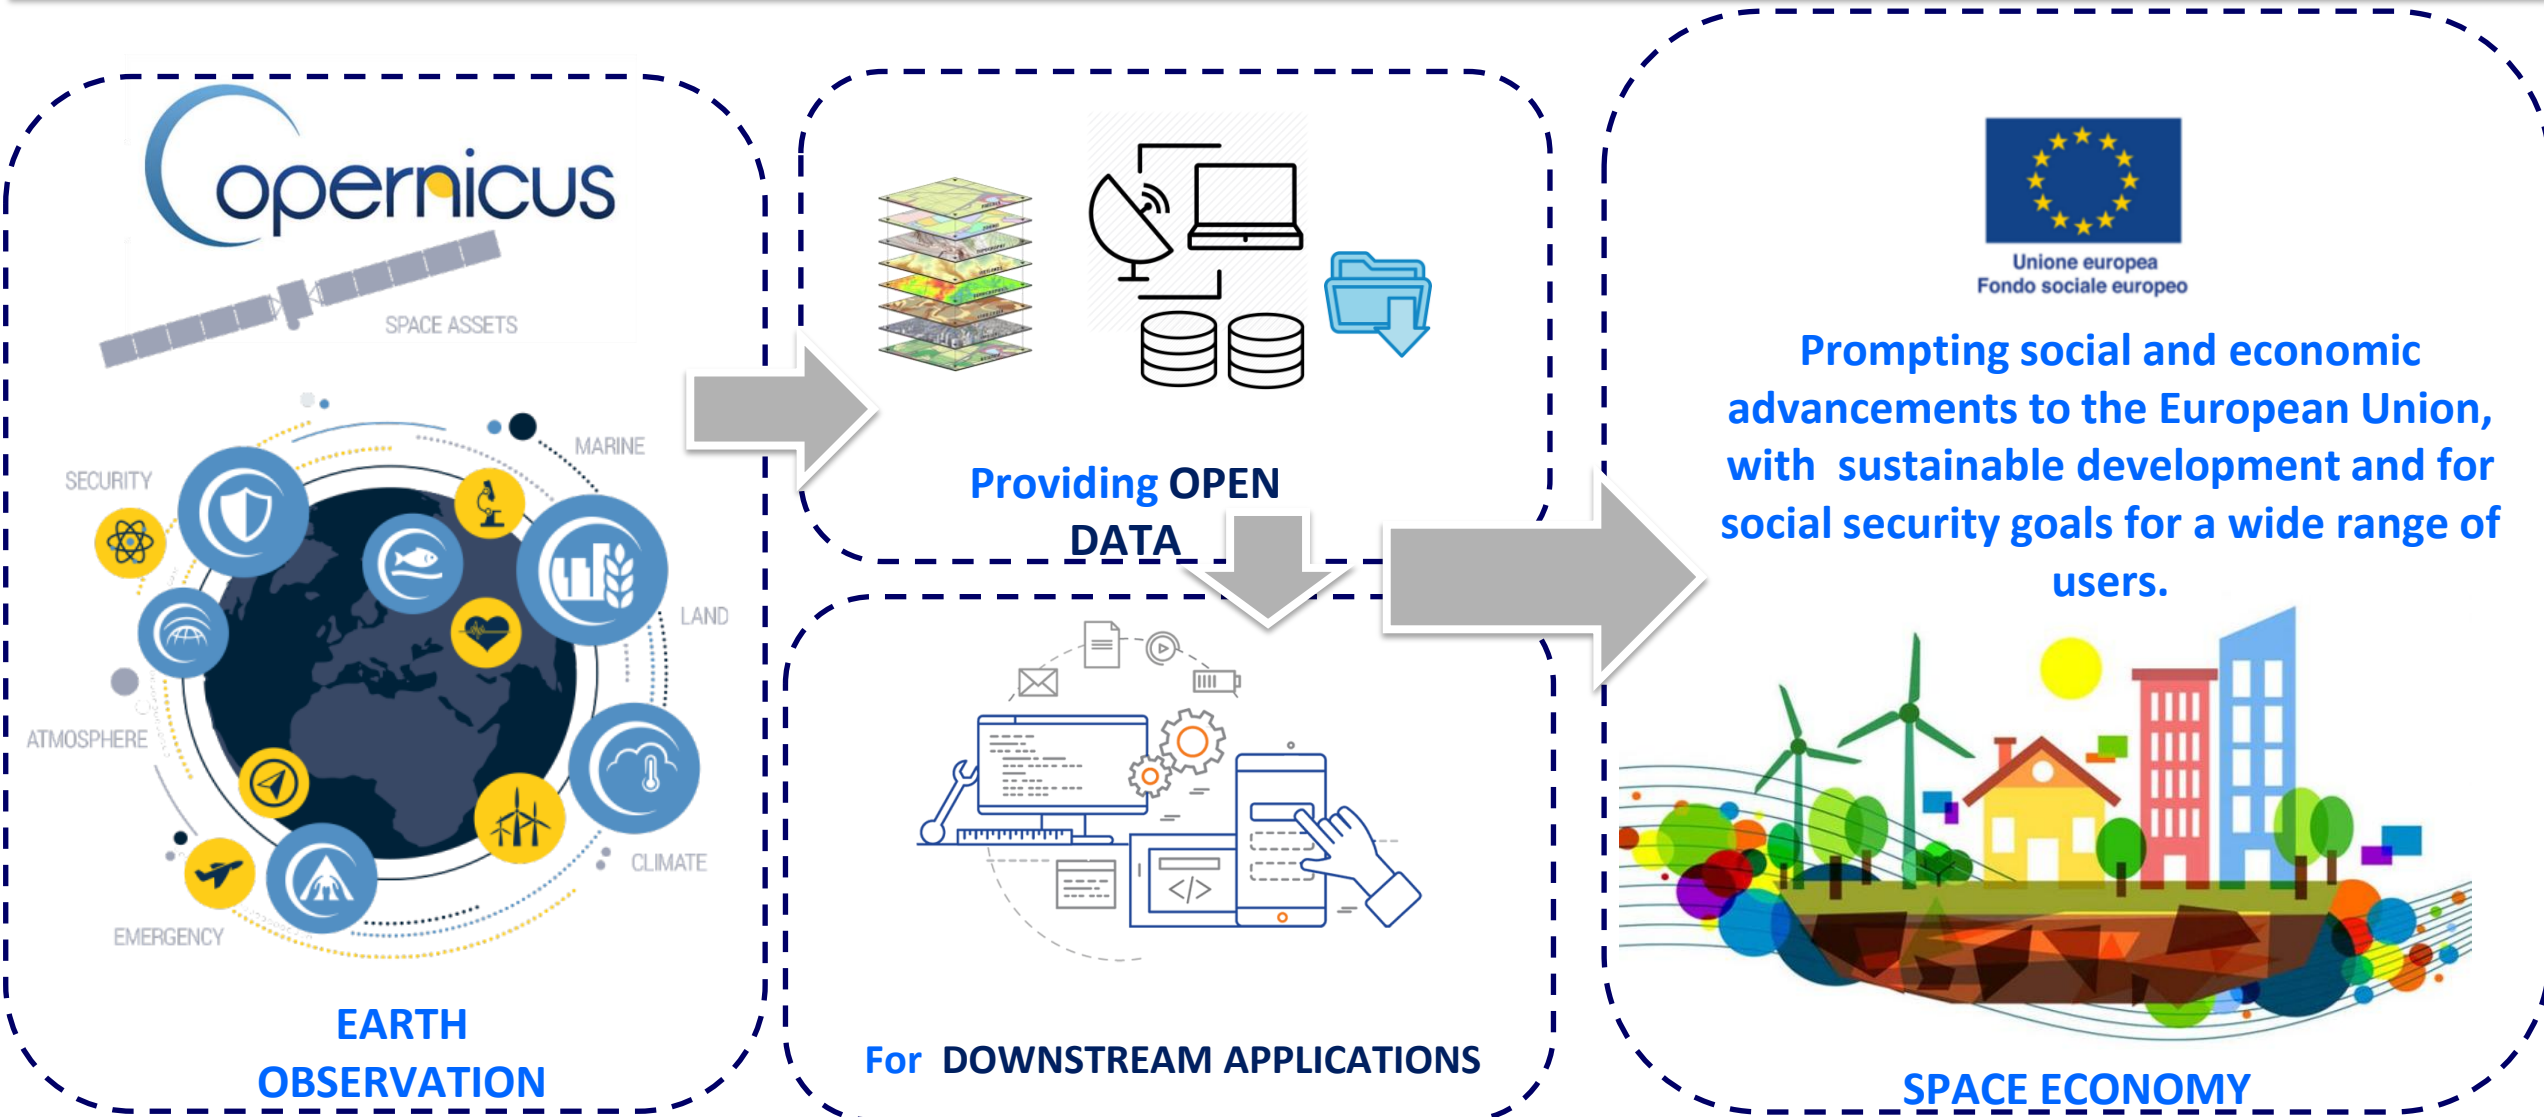 Copernicus
SPACE ASSETS
MARINE
SECURITY
LAND
ATMOSPHERE
CLIMATE
EMERGENCY
EARTH
OBSERVATION
Providing OPEN
DATA
</>
For DOWNSTREAM APPLICATIONS
Unione europea
Fondo sociale europeo
Prompting social and economic
advancements to the European Union,
with sustainable development and for
social security goals for a wide range of
users.
SPACE ECONOMY